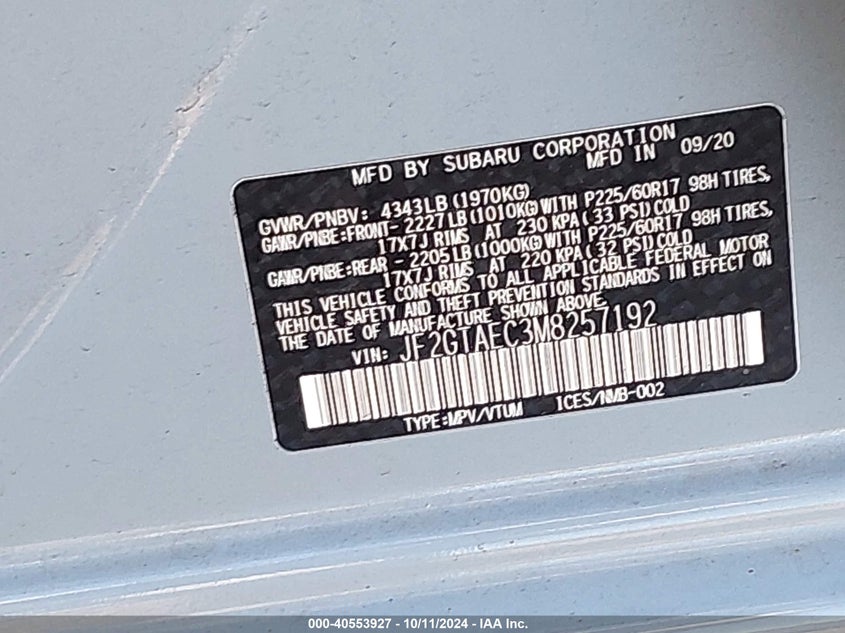 MFD BY SUBARU CORPORATION
MFD IN 09/20
GVWR/PNBV: 4343LB (1970KG)
GAWR/PNBE:FRONT- 2227LB (1010KG)WITH P225/60R17 98H TIRES,
17X7J RIMS AT 230 KPA (33 PSI)COLD
GAWR/PNBE:REAR - 2205LB (1000KG)WITH P225/60R17 98H TIRES,
17X7J RIMS AT 220 KPA (32 PSI)COLD
THIS VEHICLE CONFORMS TO ALL APPLICABLE FEDERAL MOTOR
VEHICLE SAFETY AND THEFT PREVENTION STANDARDS IN EFFECT ON
THE DATE OF MANUFACTURE SHOWN ABOVE.
VIN: JF2GTAEC3M8257192
TYPE:MPV/VTUM ICES/NMB-002
000-40553927 - 10/11/2024 - IAA Inc.